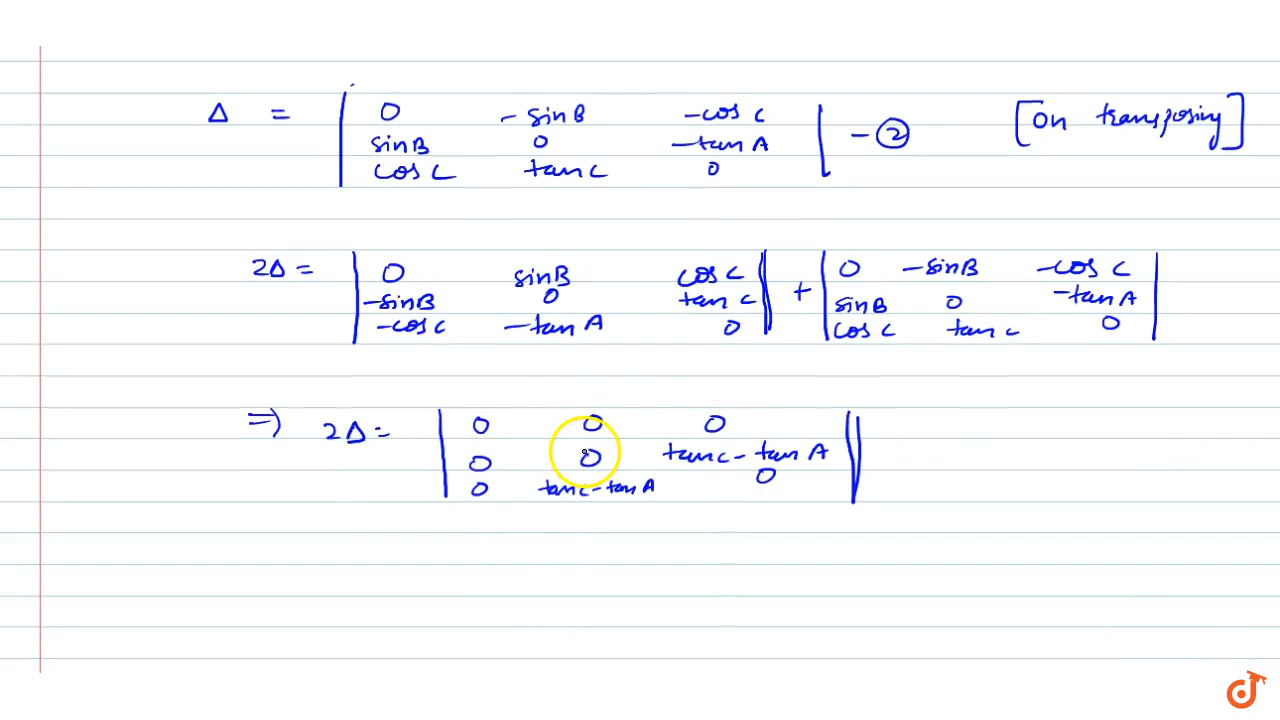 Δ = | 0 - sinB - cos C | - ② [On transposing]
sinB 0 - tan A
cos C tan C 0
2Δ = | 0 sinB cos C | + | 0 - sinB - cos C |
- sinB 0 tan C sinB 0 - tan A
- cos C - tan A 0 cos C tan C 0
⇒ 2Δ = | 0 0 0 |
0 0 tan C - tan A
0 tan C - tan A 0